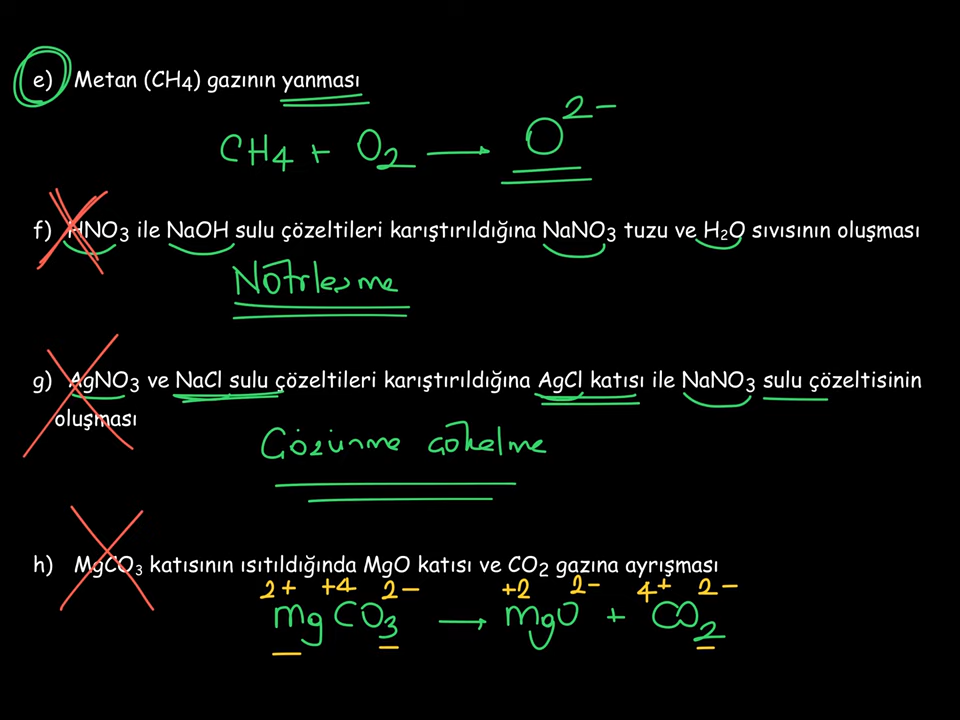 e) Metan (CH4) gazının yanması
CH4 + O2 → O2-
f) HNO3 ile NaOH sulu çözeltileri karıştırıldığına NaNO3 tuzu ve H2O sıvısının oluşması
Nötrleşme
g) AgNO3 ve NaCl sulu çözeltileri karıştırıldığına AgCl katısı ile NaNO3 sulu çözeltisinin
oluşması
Çözünme çökelme
h) MgCO3 katısının ısıtıldığında MgO katısı ve CO2 gazına ayrışması
2+ +4 2- +2 2- 4+ 2-
MgCO3 → MgO + CO2